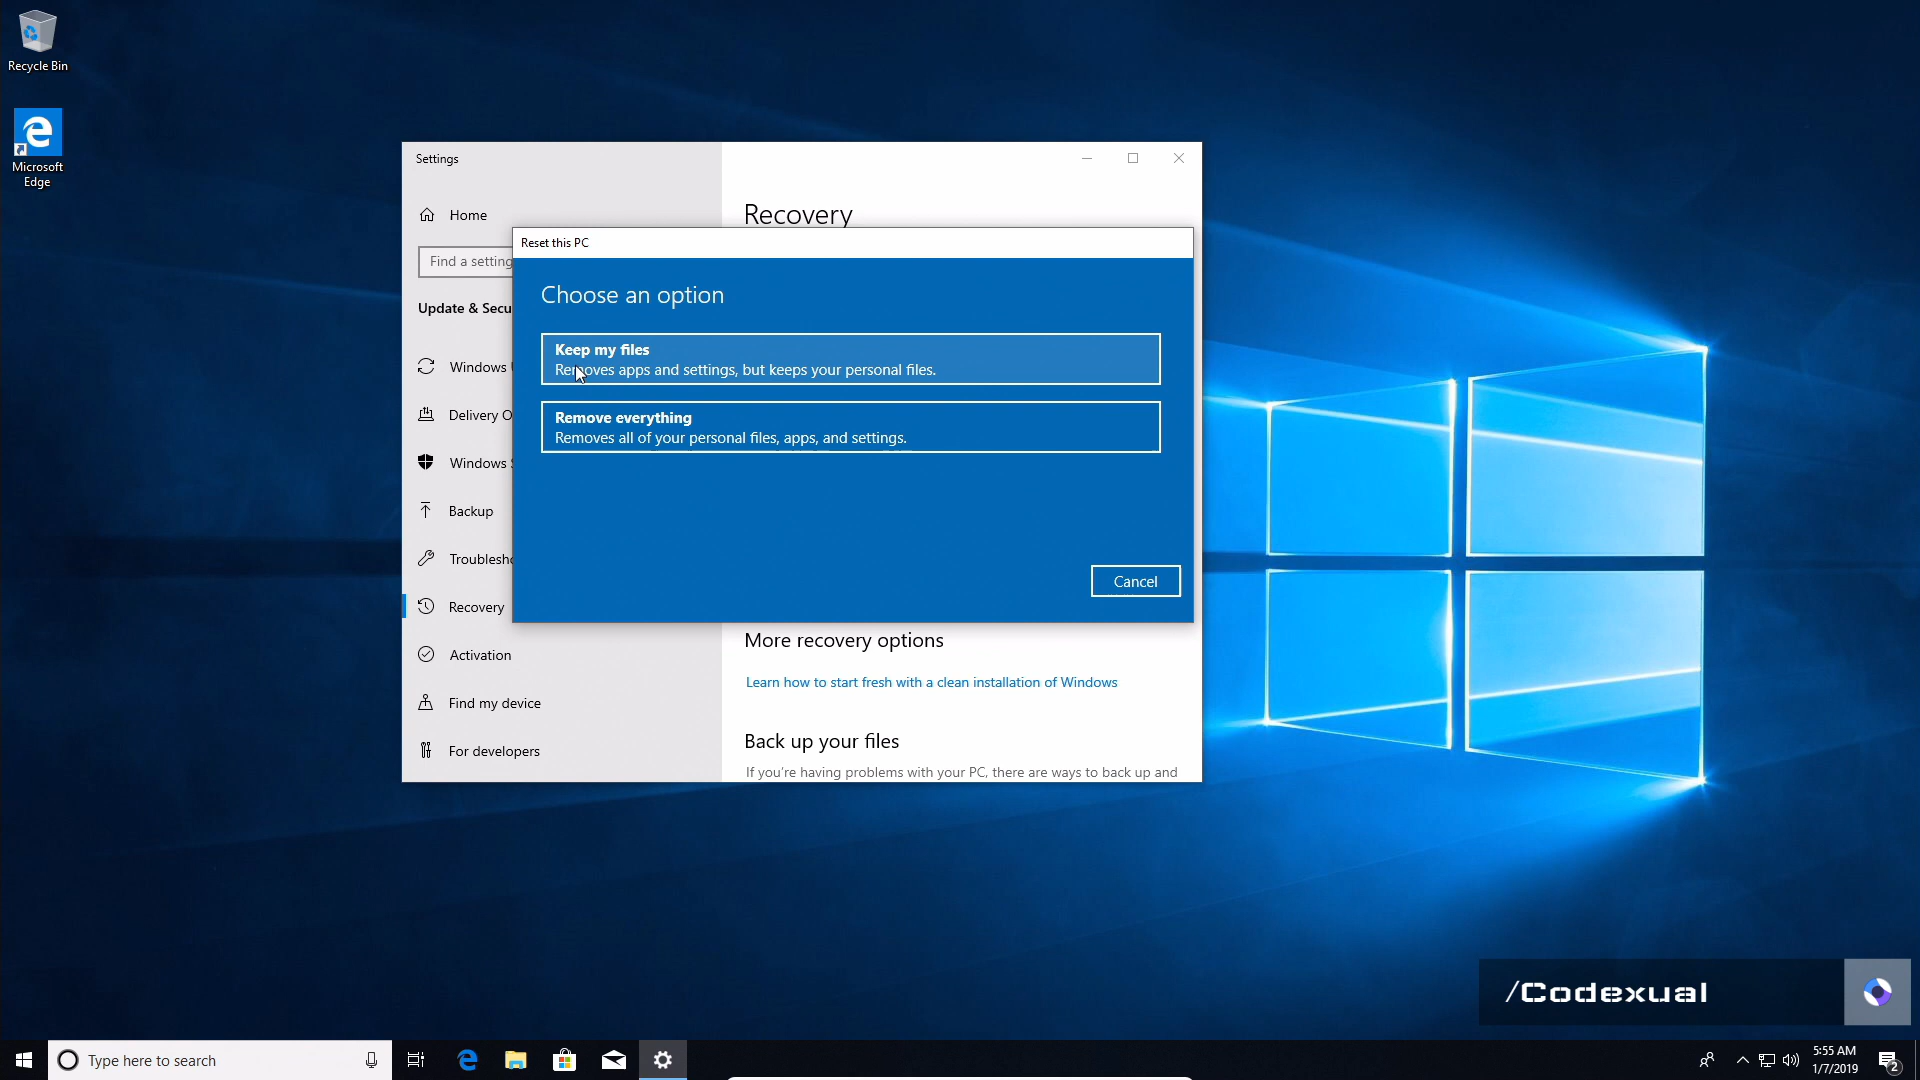 Recycle Bin
Microsoft
Edge
Settings
Home
Find a setting
Update & Secu
Windows
Delivery O
Windows S
Backup
Troublesho
Recovery
Activation
Find my device
For developers
Recovery
Reset this PC
Choose an option
Keep my files
Removes apps and settings, but keeps your personal files.
Remove everything
Removes all of your personal files, apps, and settings.
Cancel
More recovery options
Learn how to start fresh with a clean installation of Windows
Back up your files
If you're having problems with your PC, there are ways to back up and
/Codexual
Type here to search
5:55 AM
1/7/2019
2